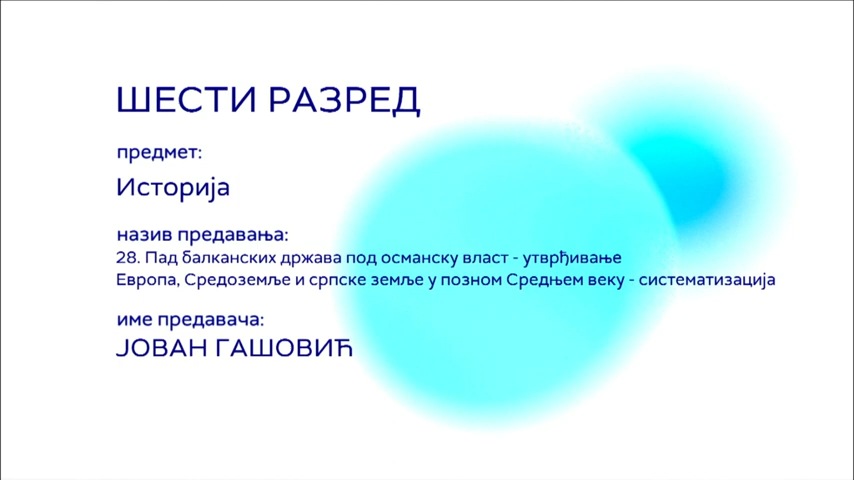 ШЕСТИ РАЗРЕД
предмет:
Историја
назив предавања:
28. Пад балканских држава под османску власт - утврђивање
Европа, Средоземље и српске земље у позном Средњем веку - систематизација
име предавача:
ЈОВАН ГАШОВИЋ